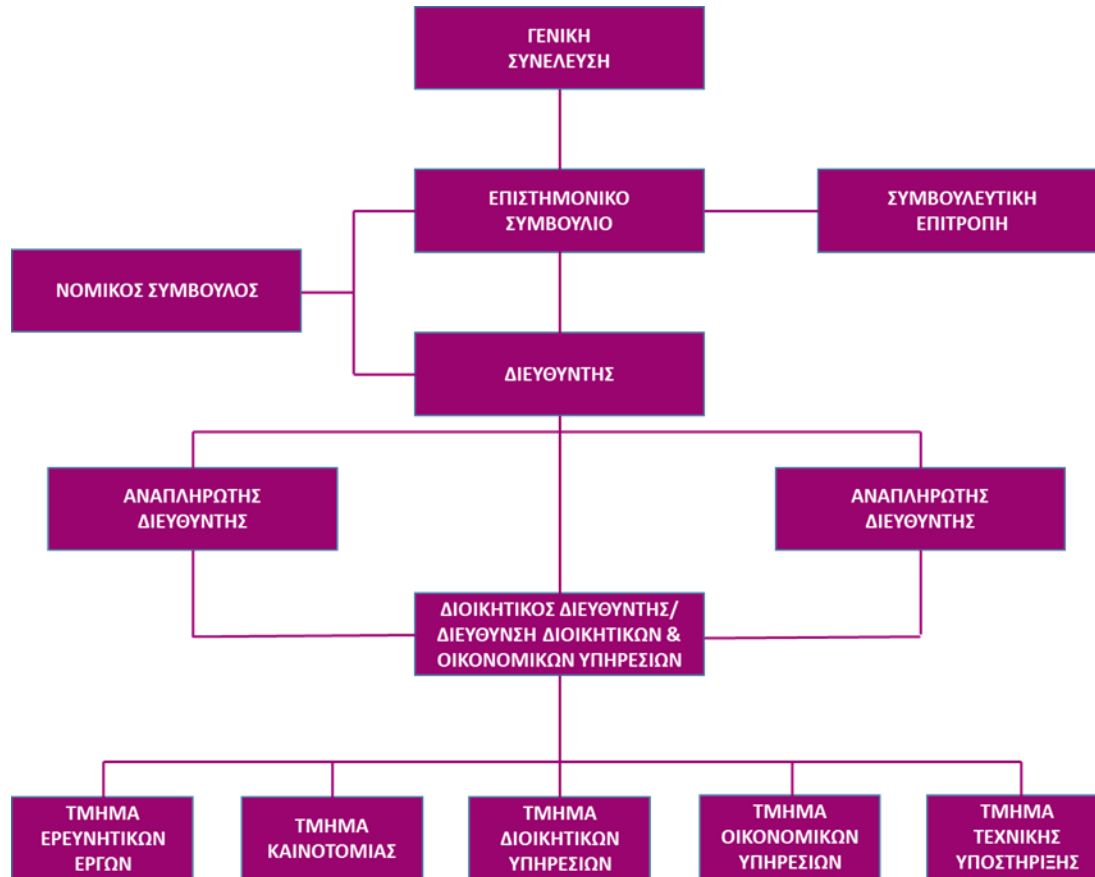 ΓΕΝΙΚΗ
ΣΥΝΕΛΕΥΣΗ
ΕΠΙΣΤΗΜΟΝΙΚΟ
ΣΥΜΒΟΥΛΙΟ
ΣΥΜΒΟΥΛΕΥΤΙΚΗ
ΕΠΙΤΡΟΠΗ
ΝΟΜΙΚΟΣ ΣΥΜΒΟΥΛΟΣ
ΔΙΕΥΘΥΝΤΗΣ
ΑΝΑΠΛΗΡΩΤΗΣ
ΔΙΕΥΘΥΝΤΗΣ
ΑΝΑΠΛΗΡΩΤΗΣ
ΔΙΕΥΘΥΝΤΗΣ
ΔΙΟΙΚΗΤΙΚΟΣ ΔΙΕΥΘΥΝΤΗΣ/
ΔΙΕΥΘΥΝΣΗ ΔΙΟΙΚΗΤΙΚΩΝ &
ΟΙΚΟΝΟΜΙΚΩΝ ΥΠΗΡΕΣΙΩΝ
ΤΜΗΜΑ
ΕΡΕΥΝΗΤΙΚΩΝ
ΕΡΓΩΝ
ΤΜΗΜΑ
ΚΑΙΝΟΤΟΜΙΑΣ
ΤΜΗΜΑ
ΔΙΟΙΚΗΤΙΚΩΝ
ΥΠΗΡΕΣΙΩΝ
ΤΜΗΜΑ
ΟΙΚΟΝΟΜΙΚΩΝ
ΥΠΗΡΕΣΙΩΝ
ΤΜΗΜΑ
ΤΕΧΝΙΚΗΣ
ΥΠΟΣΤΗΡΙΞΗΣ